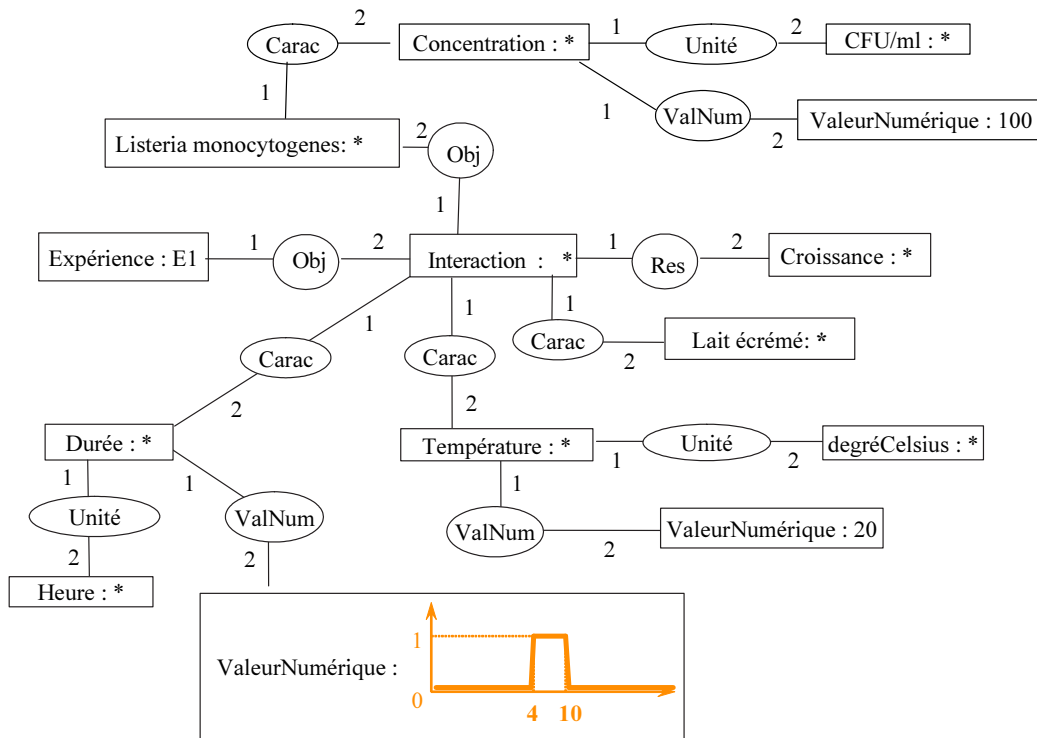 2 1 2
Carac Concentration : * Unité CFU/ml : *
1 1 ValNum 2 ValeurNumérique : 100
Listeria monocytogenes: * 2 Obj
1
Expérience : E1 1 Obj 2 Interaction : * 1 Res 2 Croissance : *
1 1 1
Carac 2 Lait écrémé: *
Carac Carac
2 2
Durée : * Température : * 1 Unité 2 degréCelsius : *
1 1 1
Unité ValNum ValNum 2 ValeurNumérique : 20
2 2
Heure : *
1
ValeurNumérique :
0
4 10